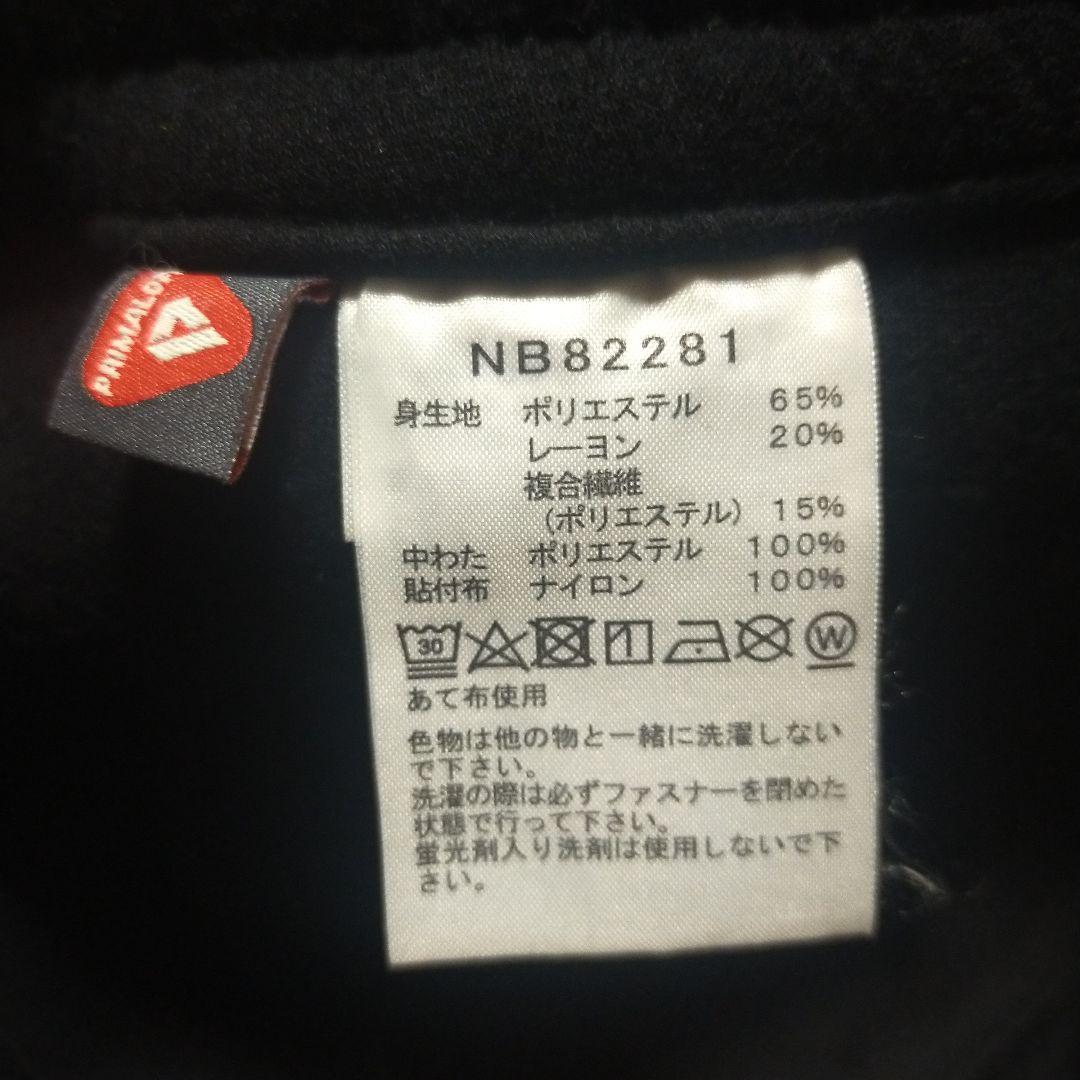 PRIMALOFT
NB82281
身生地 ポリエステル 65%
レーヨン 20%
複合繊維
(ポリエステル) 15%
中わた ポリエステル 100%
貼付布 ナイロン 100%
30 1 W
あて布使用
色物は他の物と一緒に洗濯しない
で下さい。
洗濯の際は必ずファスナーを閉めた
状態で行って下さい。
蛍光剤入り洗剤は使用しないで下
さい。